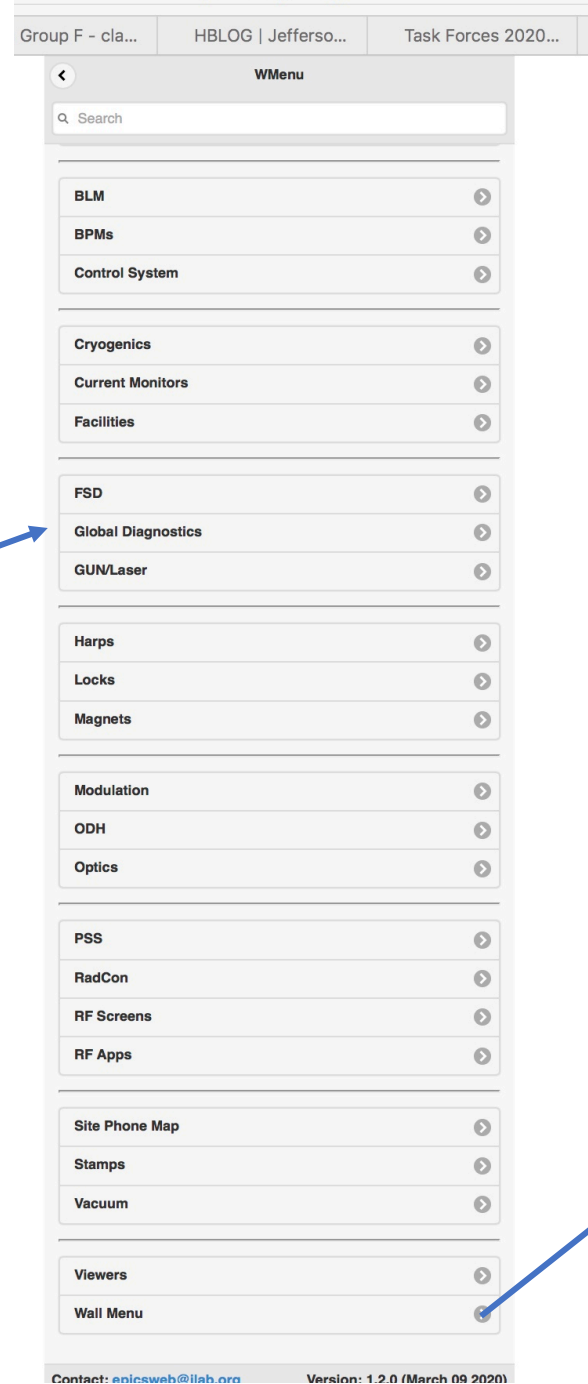 Group F - cla... HBLOG | Jefferso... Task Forces 2020...
WMenu
Search
BLM
BPMs
Control System
Cryogenics
Current Monitors
Facilities
FSD
Global Diagnostics
GUN/Laser
Harps
Locks
Magnets
Modulation
ODH
Optics
PSS
RadCon
RF Screens
RF Apps
Site Phone Map
Stamps
Vacuum
Viewers
Wall Menu
Contact: epicsweb@jlab.org Version: 1.2.0 (March 09 2020)